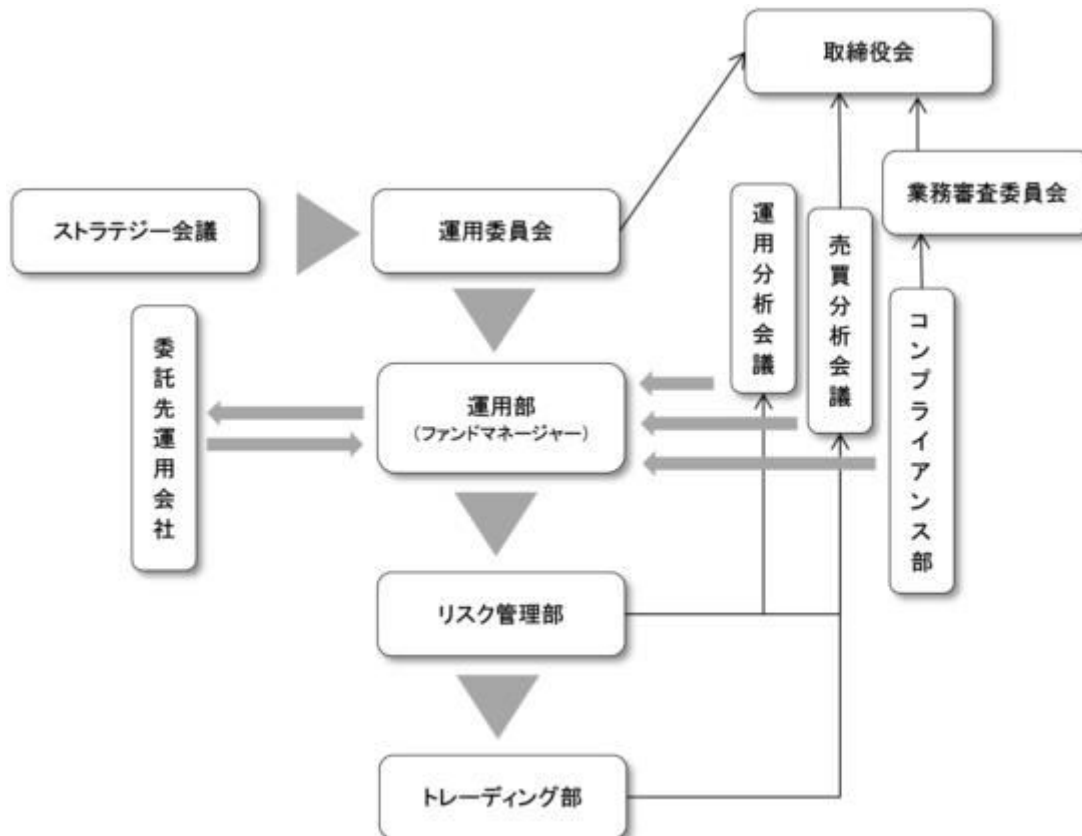 取締役会
業務審査委員会
ストラテジー会議
運用委員会
運用分析会議
売買分析会議
コンプライアンス部
委託先運用会社
運用部
(ファンドマネージャー)
リスク管理部
トレーディング部